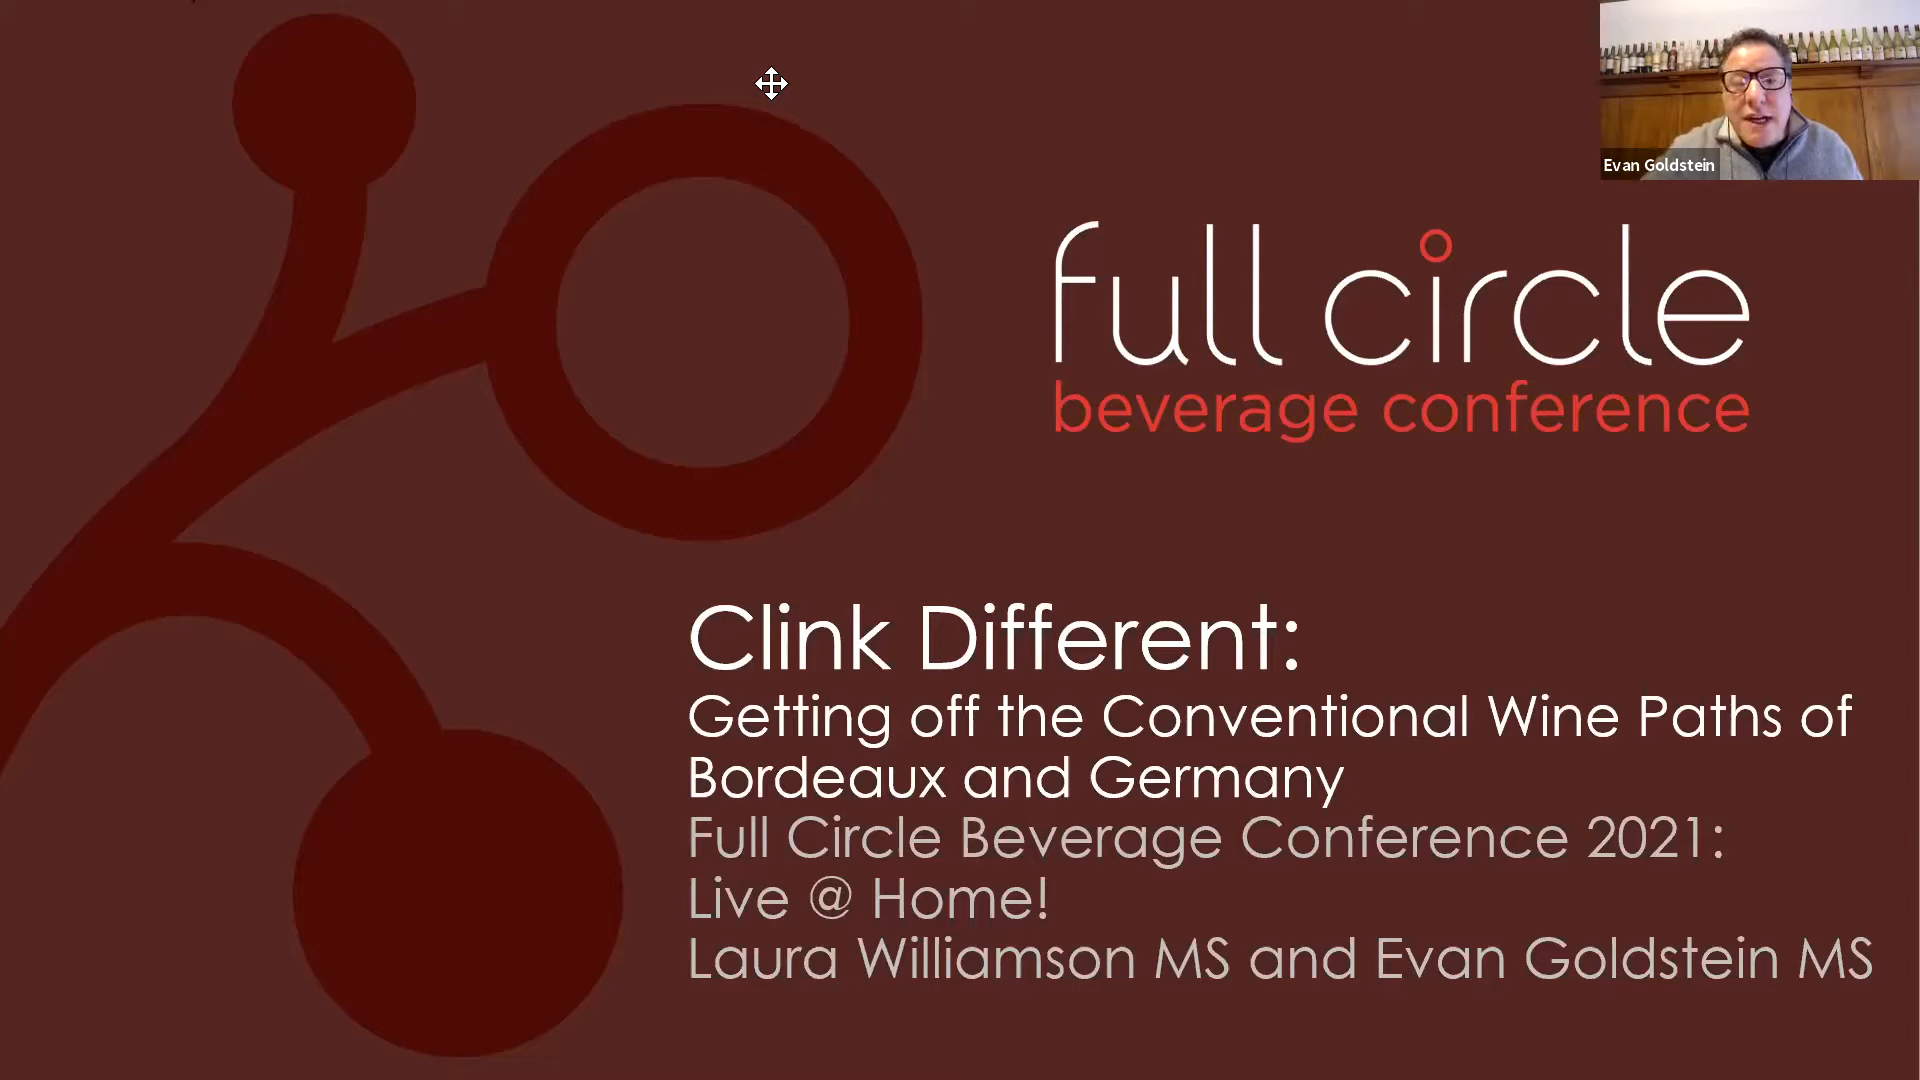 Evan Goldstein
full circle
beverage conference
Clink Different:
Getting off the Conventional Wine Paths of
Bordeaux and Germany
Full Circle Beverage Conference 2021:
Live @ Home!
Laura Williamson MS and Evan Goldstein MS